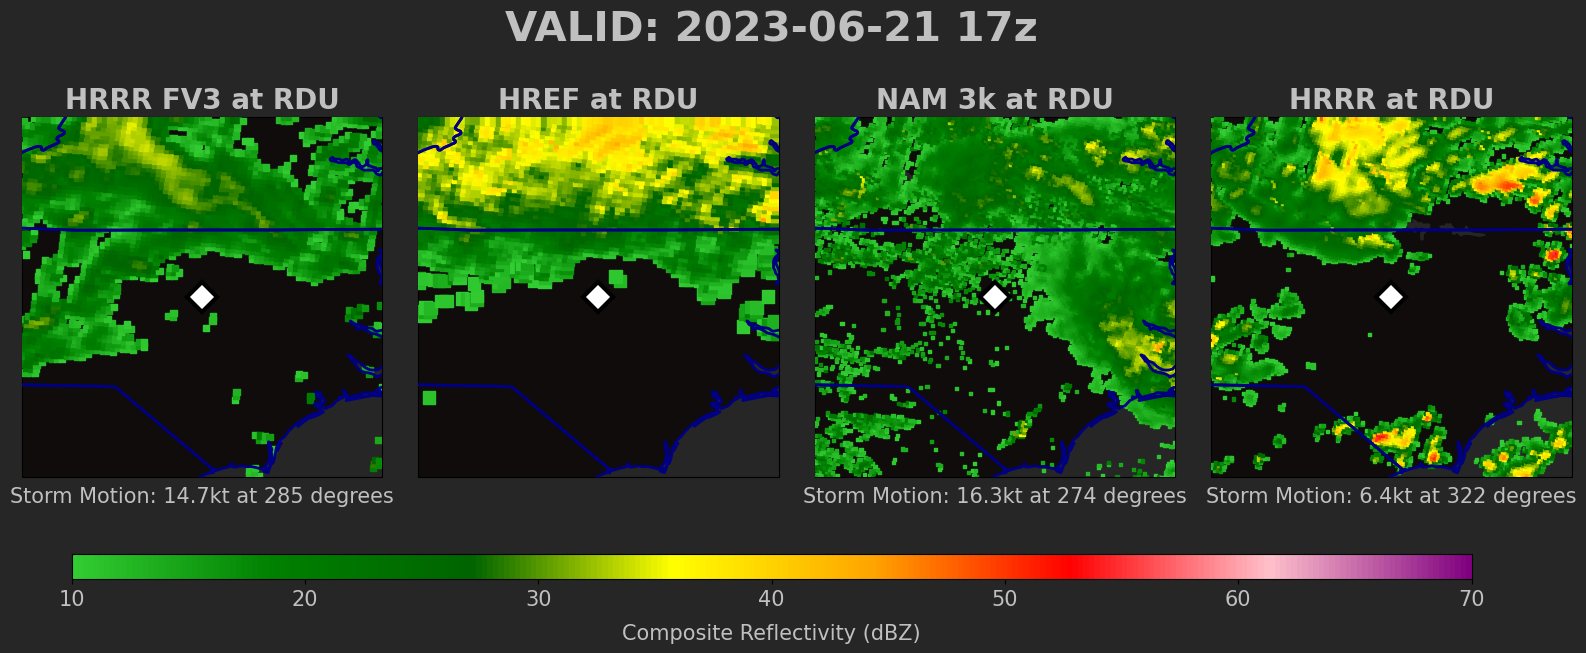 VALID: 2023-06-21 17z
HRRR FV3 at RDU
HREF at RDU
NAM 3k at RDU
HRRR at RDU
Storm Motion: 14.7kt at 285 degrees
Storm Motion: 16.3kt at 274 degrees
Storm Motion: 6.4kt at 322 degrees
10 20 30 40 50 60 70
Composite Reflectivity (dBZ)